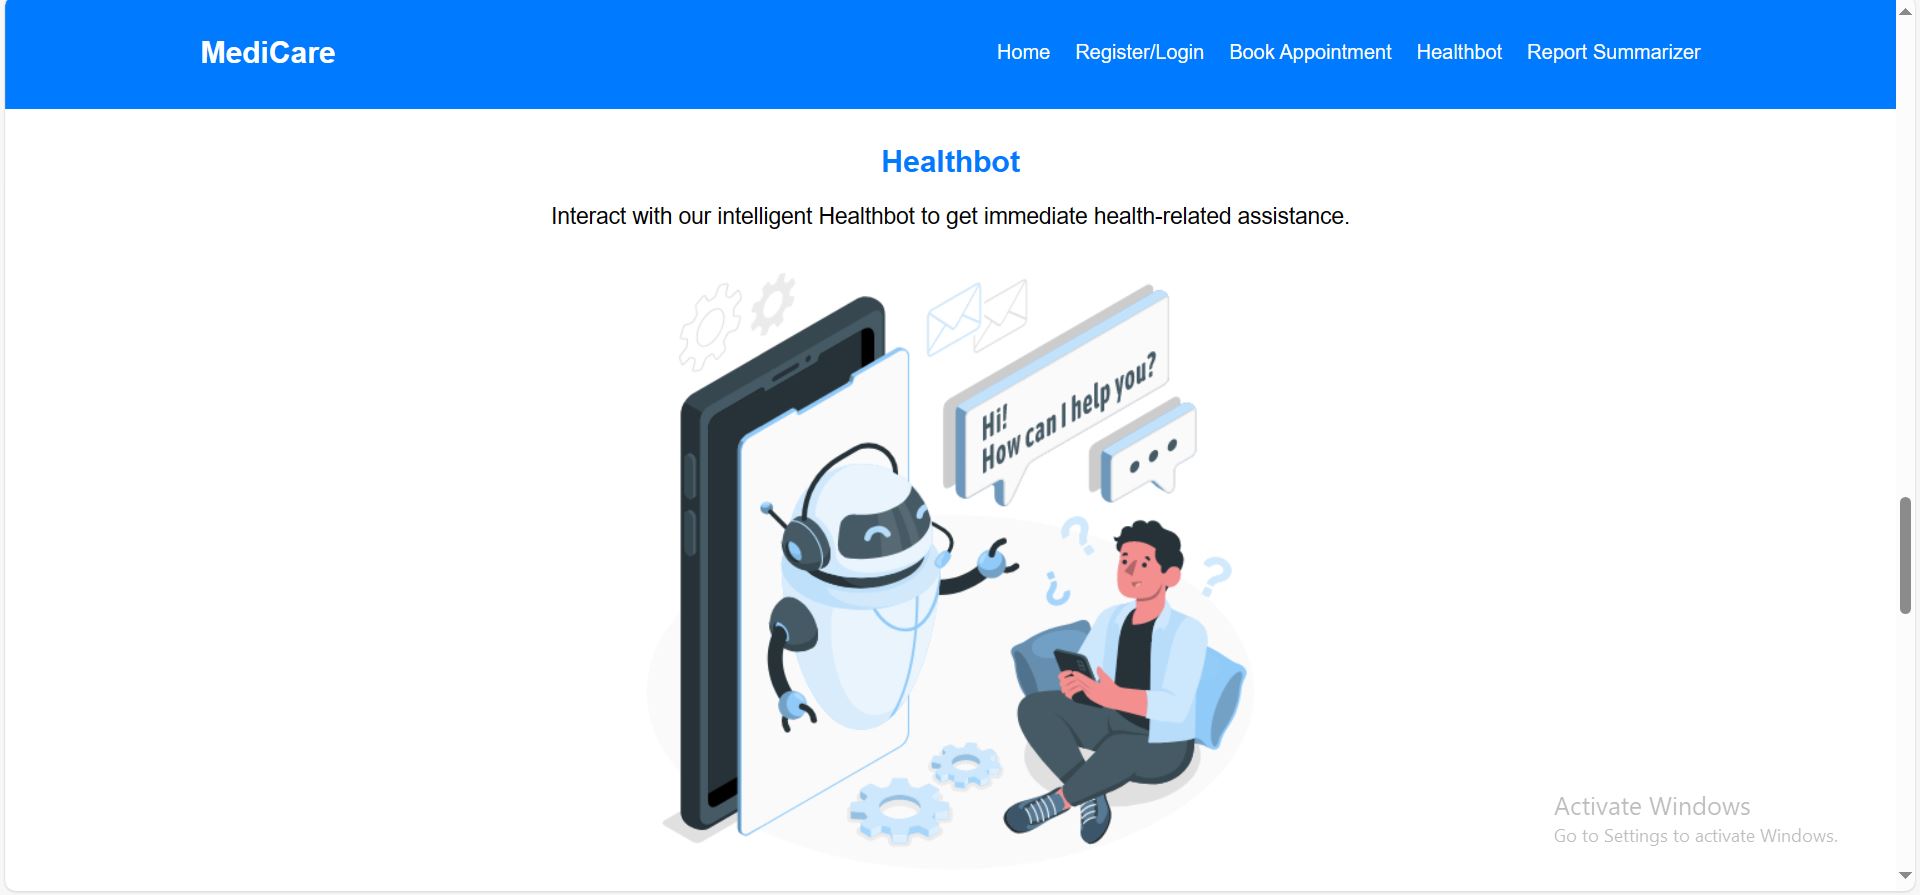 MediCare
Home Register/Login Book Appointment Healthbot Report Summarizer
Healthbot
Interact with our intelligent Healthbot to get immediate health-related assistance.
Hi!
How can I help you?
Activate Windows
Go to Settings to activate Windows.